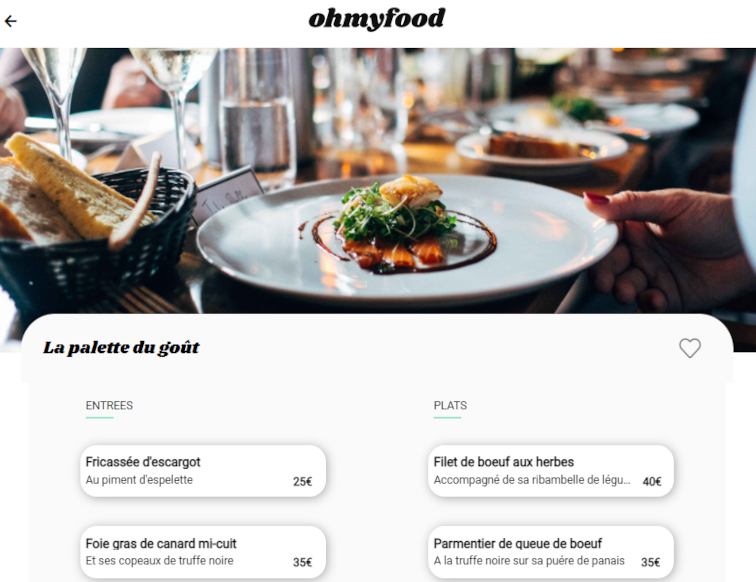 ohmyfood
La palette du goût
ENTREES
PLATS
Fricassée d'escargot
Au piment d'espelette
25€
Filet de boeuf aux herbes
Accompagné de sa ribambelle de légu...
40€
Foie gras de canard mi-cuit
Et ses copeaux de truffe noire
35€
Parmentier de queue de boeuf
A la truffe noire sur sa puére de panais
35€